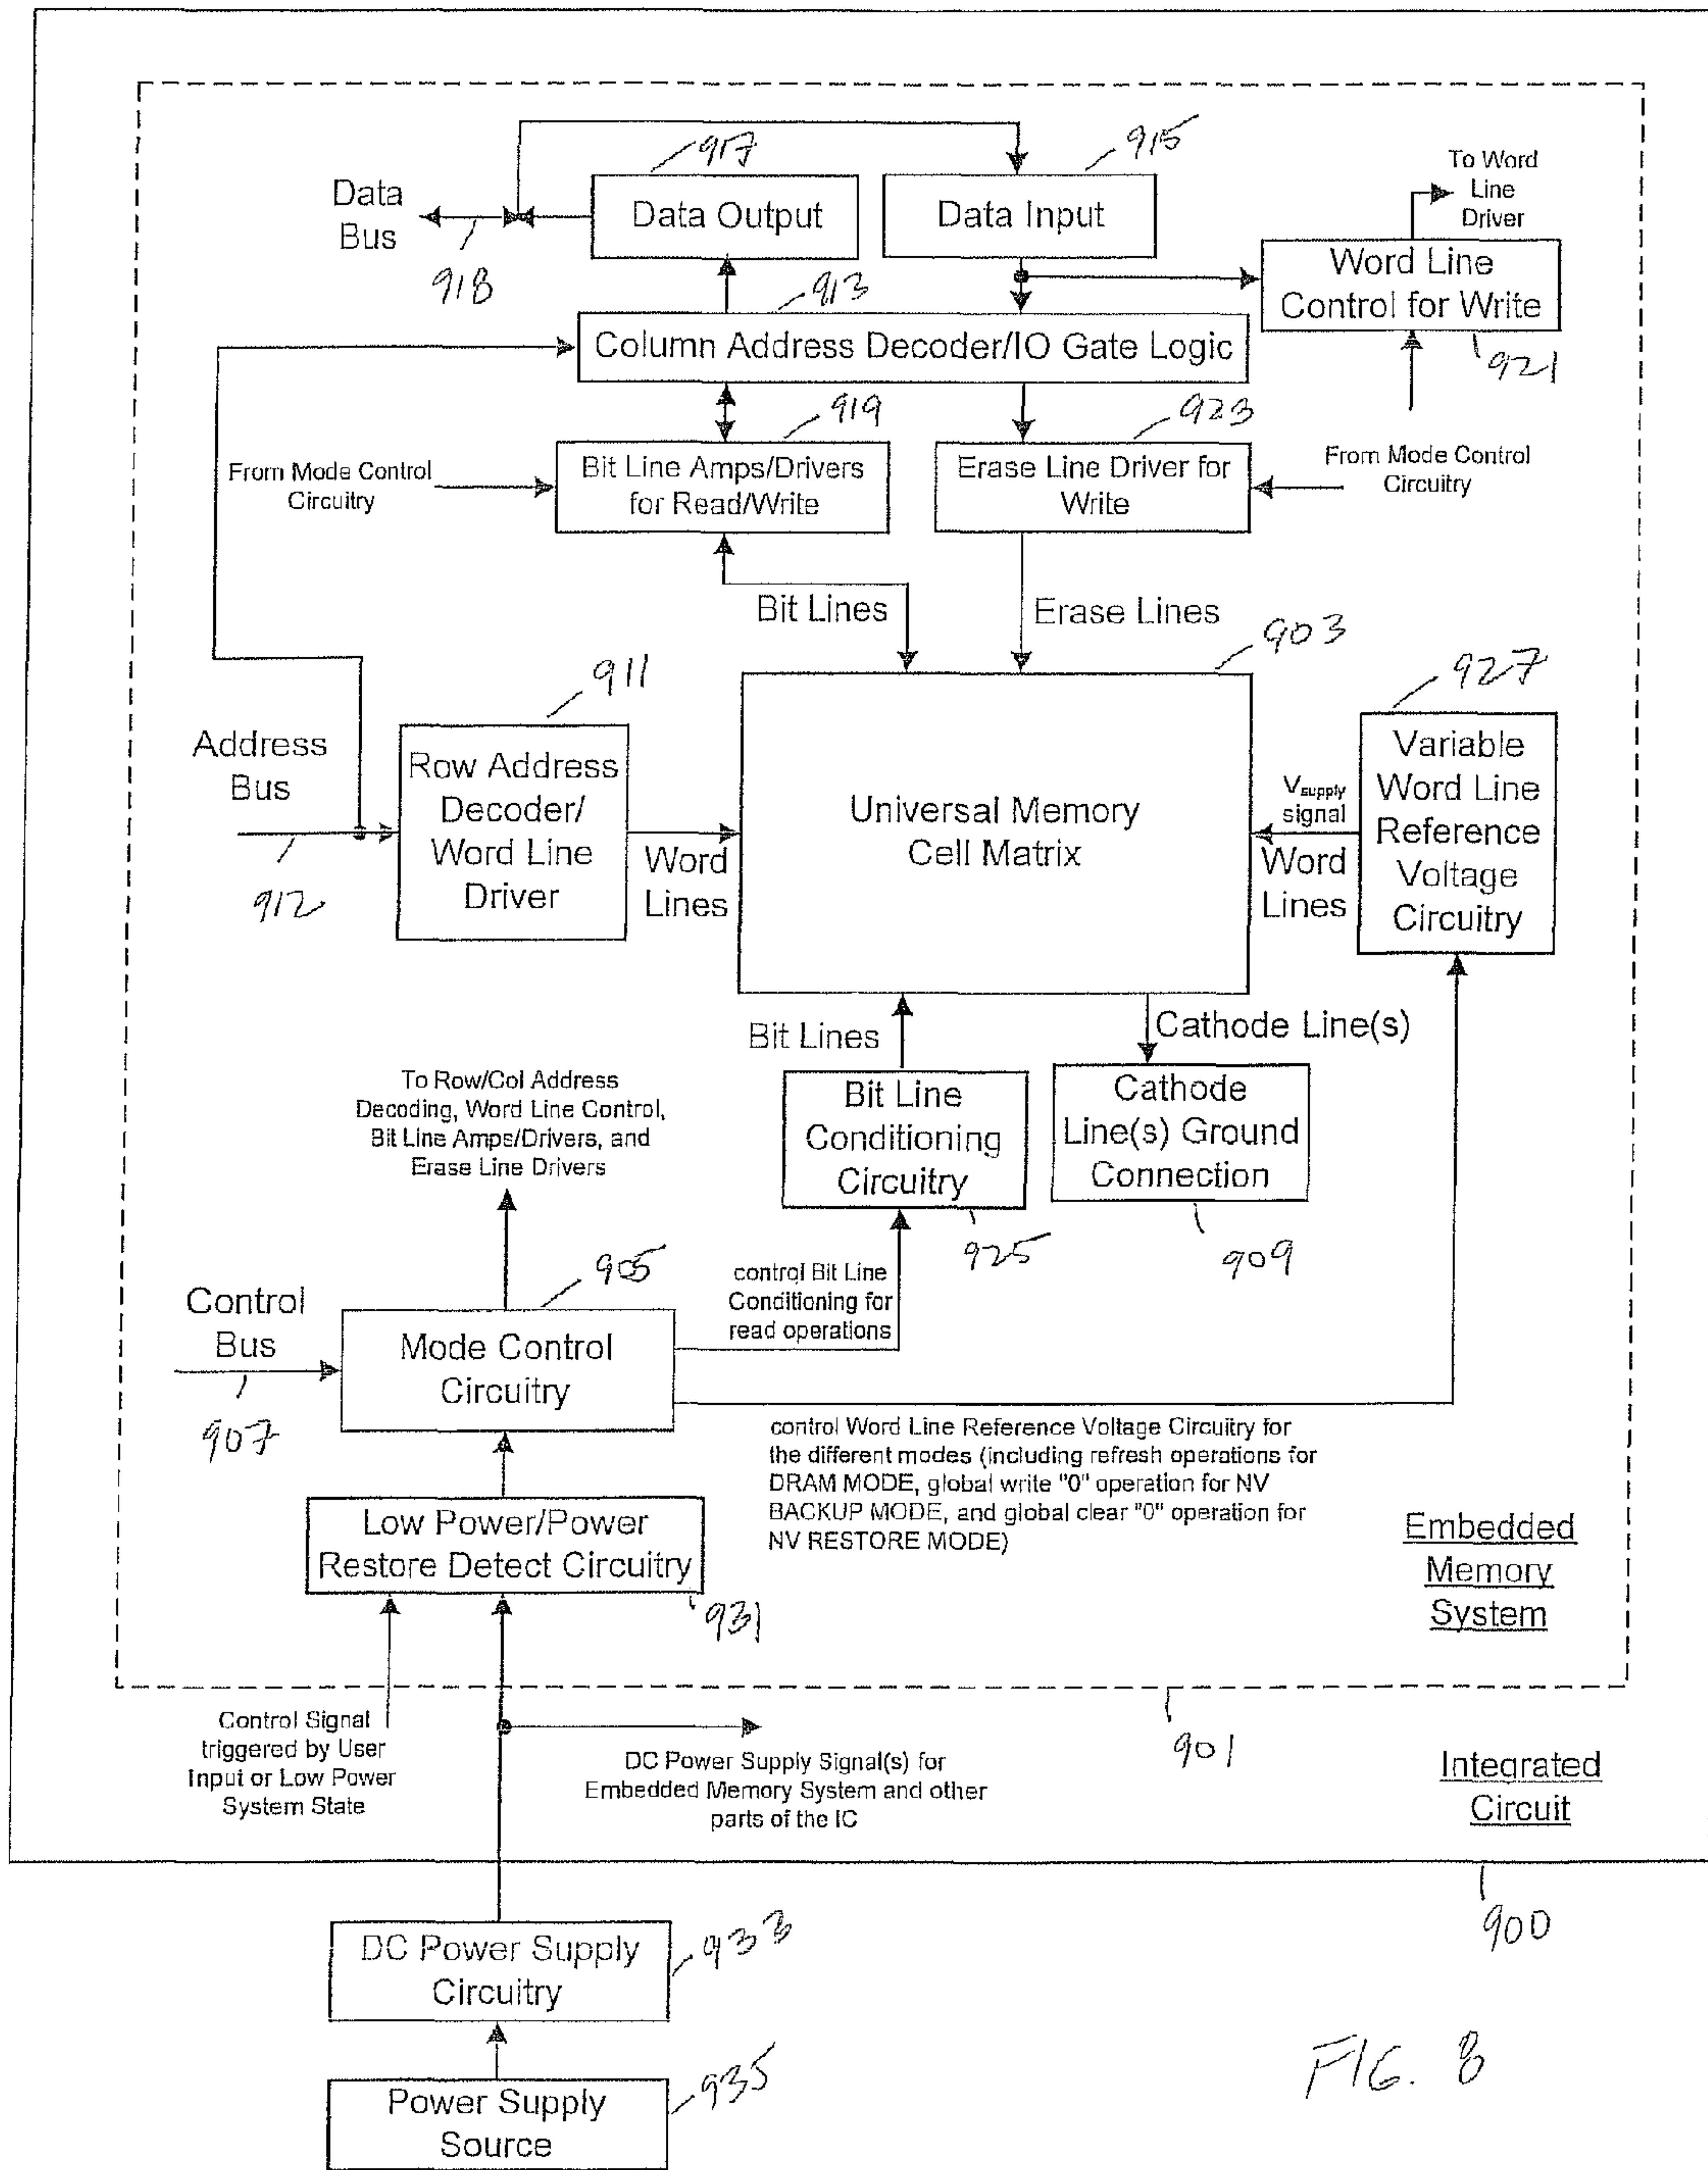 917
915
Data
Bus
Data Output
Data Input
To Word
Line
Driver
918
913
Word Line
Control for Write
921
Column Address Decoder/IO Gate Logic
919
923
From Mode Control
Circuitry
Bit Line Amps/Drivers
for Read/Write
Erase Line Driver for
Write
From Mode Control
Circuitry
Bit Lines
Erase Lines
903
911
927
Address
Bus
912
Row Address
Decoder/
Word Line
Driver
Word
Lines
Universal Memory
Cell Matrix
Vsupply
signal
Word
Lines
Variable
Word Line
Reference
Voltage
Circuitry
Bit Lines
Cathode Line(s)
To Row/Col Address
Decoding, Word Line Control,
Bit Line Amps/Drivers, and
Erase Line Drivers
Bit Line
Conditioning
Circuitry
925
Cathode
Line(s) Ground
Connection
909
905
Control
Bus
907
Mode Control
Circuitry
control Bit Line
Conditioning for
read operations
control Word Line Reference Voltage Circuitry for
the different modes (including refresh operations for
DRAM MODE, global write "0" operation for NV
BACKUP MODE, and global clear "0" operation for
NV RESTORE MODE)
Low Power/Power
Restore Detect Circuitry
931
Embedded
Memory
System
901
Control Signal
triggered by User
Input or Low Power
System State
DC Power Supply Signal(s) for
Embedded Memory System and other
parts of the IC
Integrated
Circuit
900
DC Power Supply
Circuitry
933
Power Supply
Source
935
FIG. 8